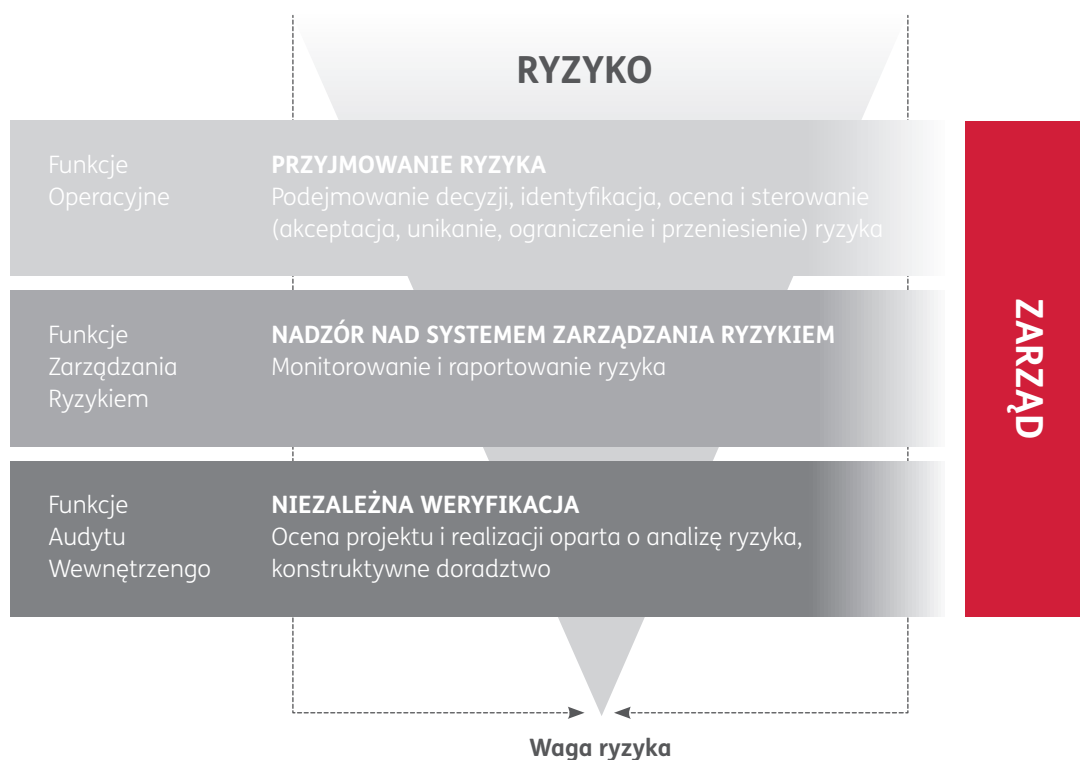 RYZYKO
Funkcje
Operacyjne
PRZYJMOWANIE RYZYKA
Podejmowanie decyzji, identyfikacja, ocena i sterowanie
(akceptacja, unikanie, ograniczenie i przeniesienie) ryzyka
Funkcje
Zarządzania
Ryzykiem
NADZÓR NAD SYSTEMEM ZARZĄDZANIA RYZYKIEM
Monitorowanie i raportowanie ryzyka
Funkcje
Audytu
Wewnętrzengo
NIEZALEŻNA WERYFIKACJA
Ocena projektu i realizacji oparta o analizę ryzyka,
konstruktywne doradztwo
ZARZĄD
Waga ryzyka